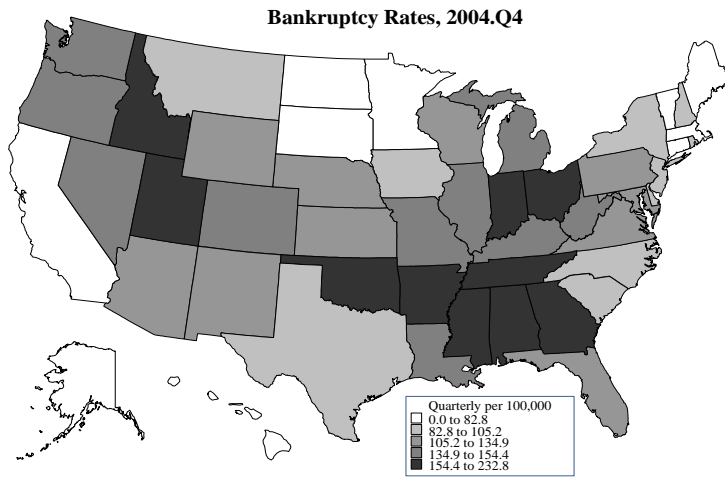 Bankruptcy Rates, 2004.Q4
Quarterly per 100,000
0.0 to 82.8
82.8 to 105.2
105.2 to 134.9
134.9 to 154.4
154.4 to 232.8